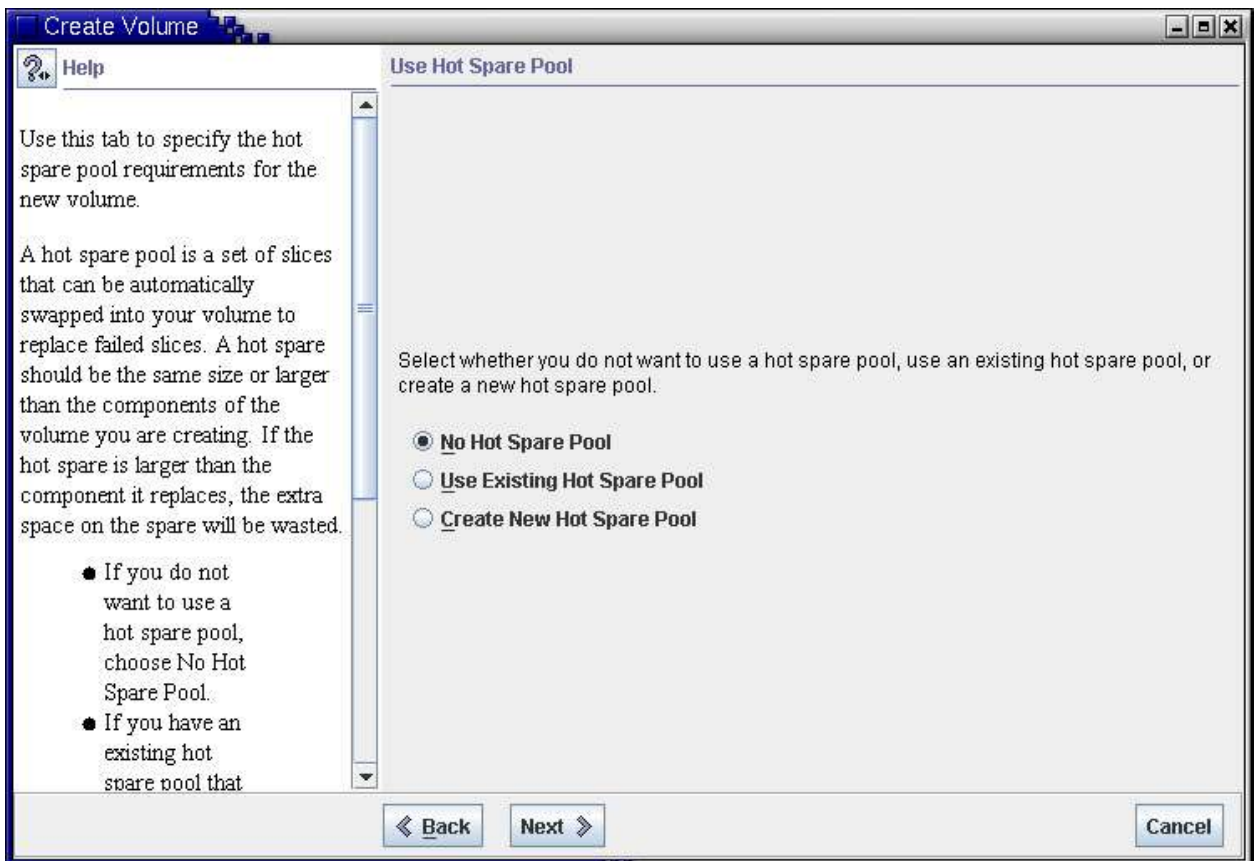 Create Volume
Help
Use this tab to specify the hot
spare pool requirements for the
new volume.
A hot spare pool is a set of slices
that can be automatically
swapped into your volume to
replace failed slices. A hot spare
should be the same size or larger
than the components of the
volume you are creating. If the
hot spare is larger than the
component it replaces, the extra
space on the spare will be wasted.
If you do not
want to use a
hot spare pool,
choose No Hot
Spare Pool.
If you have an
existing hot
spare pool that
Use Hot Spare Pool
Select whether you do not want to use a hot spare pool, use an existing hot spare pool, or
create a new hot spare pool.
No Hot Spare Pool
Use Existing Hot Spare Pool
Create New Hot Spare Pool
Back
Next
Cancel